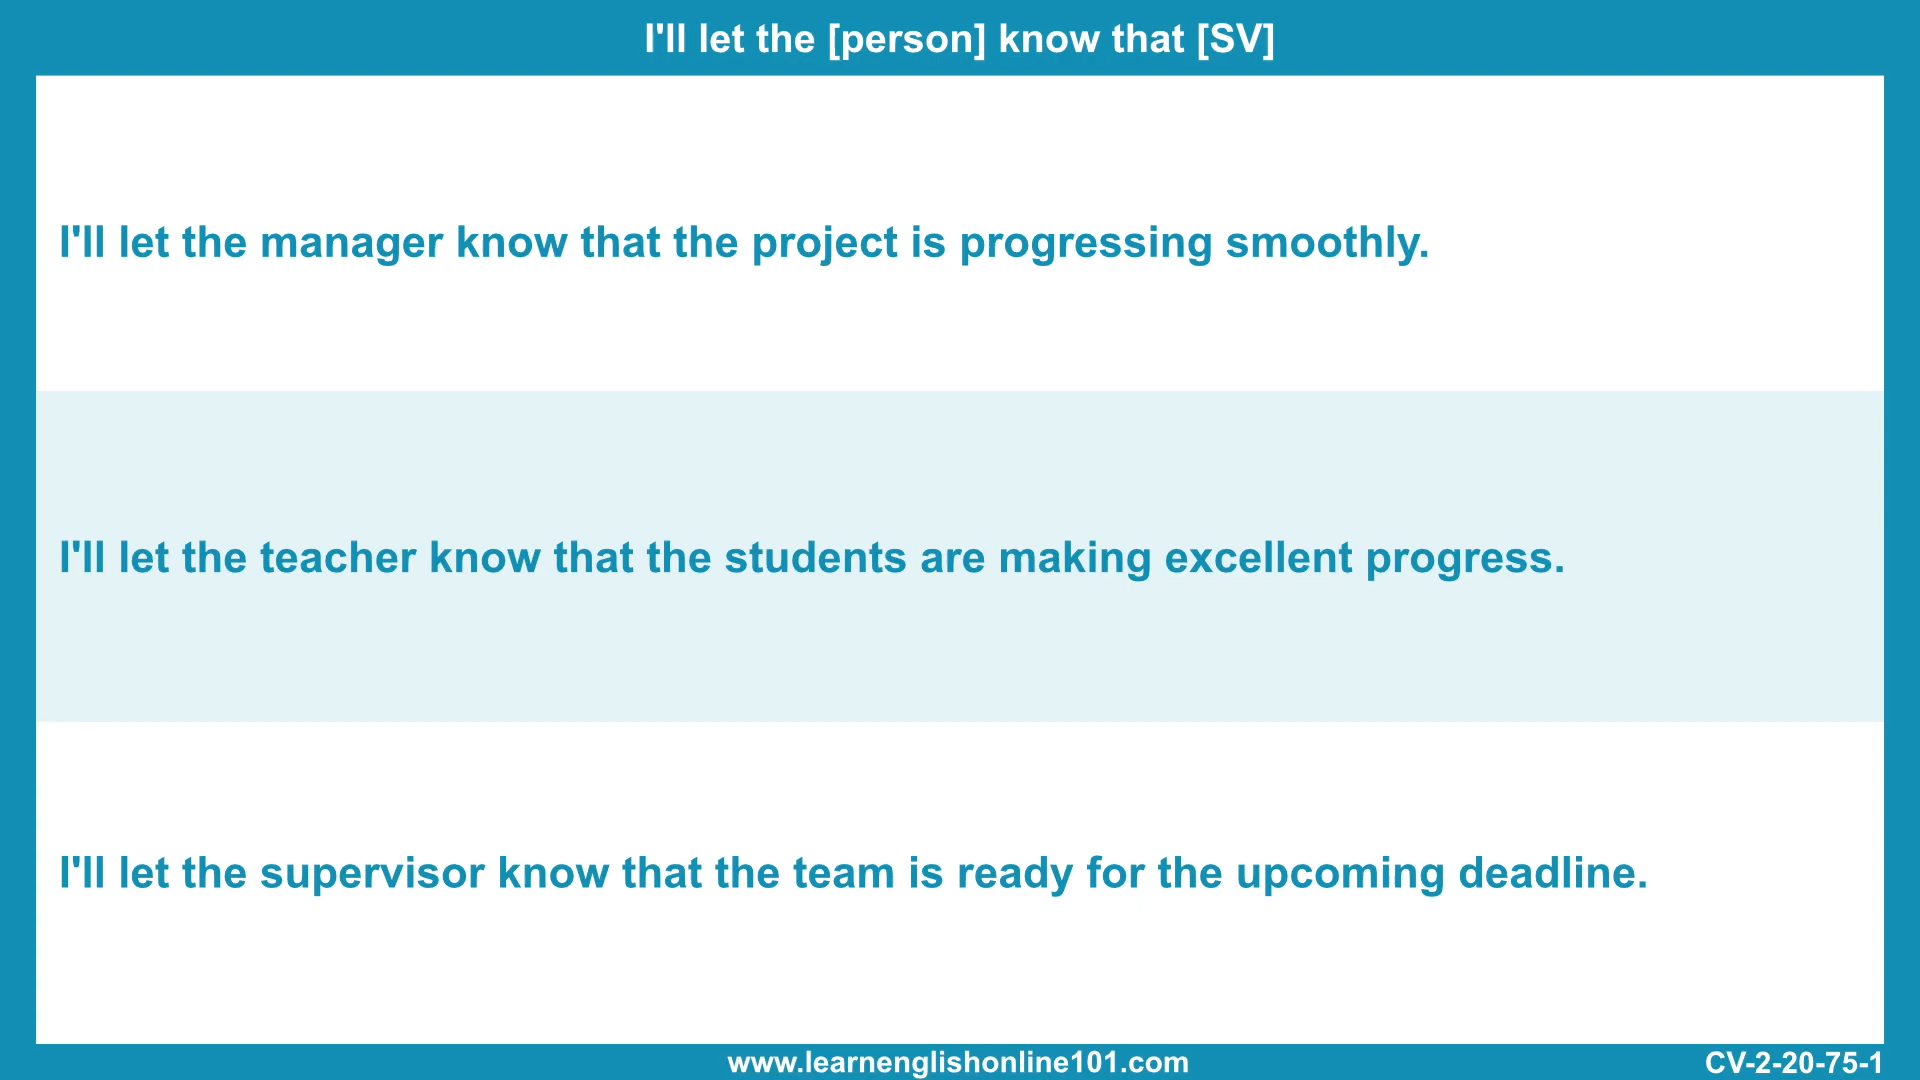 I'll let the [person] know that [SV]
I'll let the manager know that the project is progressing smoothly.
I'll let the teacher know that the students are making excellent progress.
I'll let the supervisor know that the team is ready for the upcoming deadline.
www.learnenglishonline101.com
CV-2-20-75-1